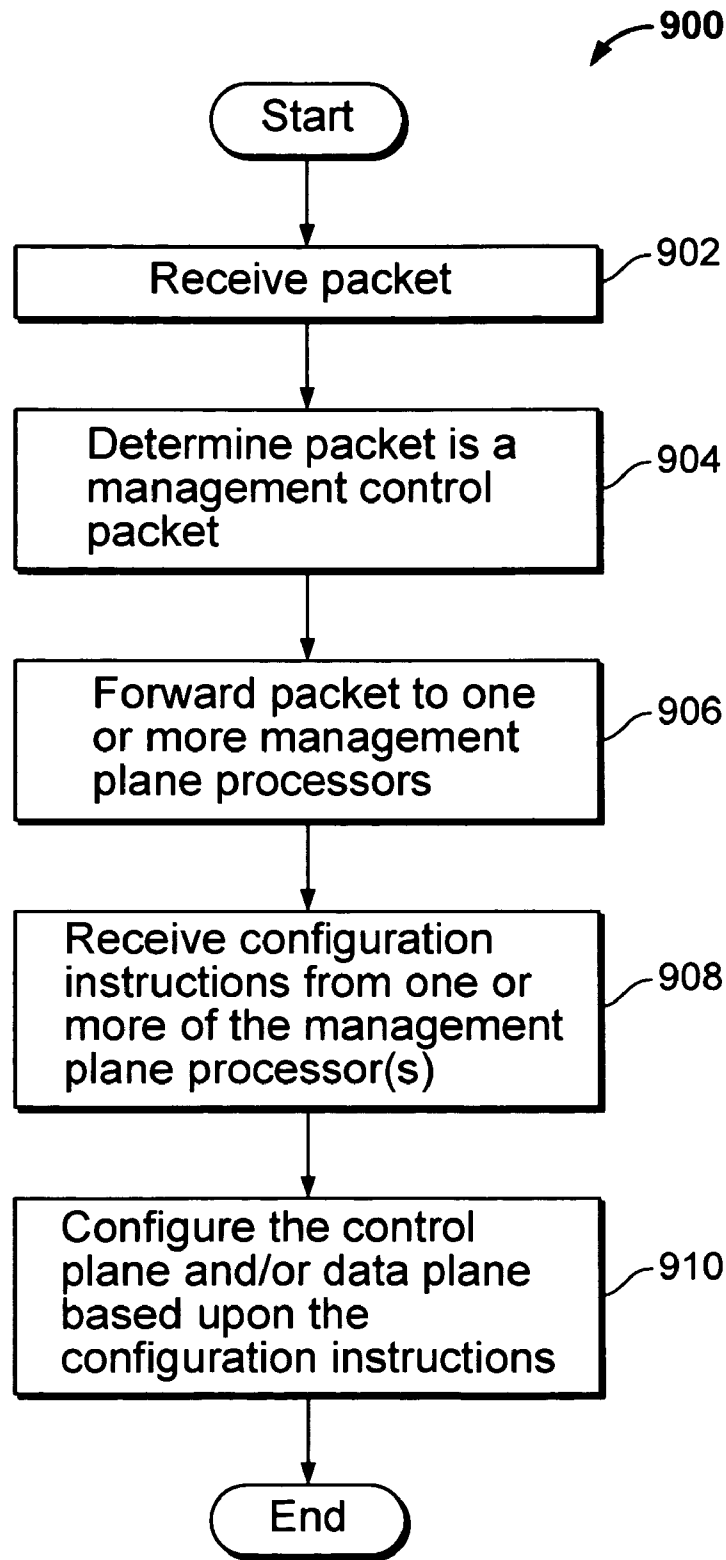 900
Start
Receive packet
902
Determine packet is a
management control
packet
904
Forward packet to one
or more management
plane processors
906
Receive configuration
instructions from one or
more of the management
plane processor(s)
908
Configure the control
plane and/or data plane
based upon the
configuration instructions
910
End